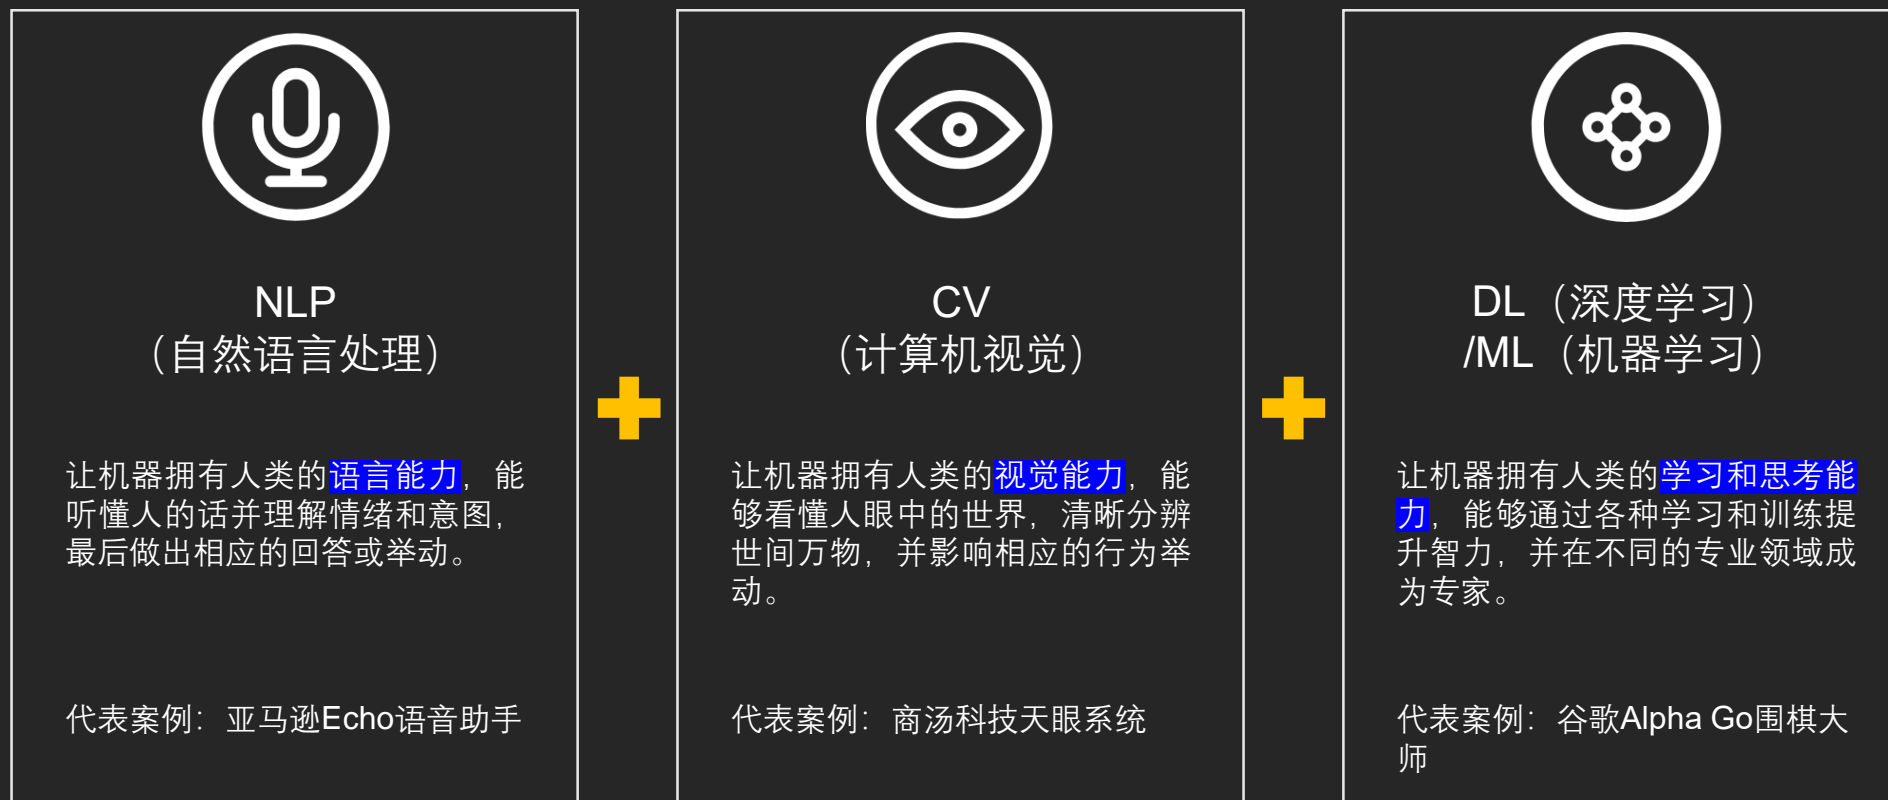 NLP
（自然语言处理）
让机器拥有人类的语言能力，能
听懂人的话并理解情绪和意图，
最后做出相应的回答或举动。
代表案例：亚马逊Echo语音助手
CV
（计算机视觉）
让机器拥有人类的视觉能力，能
够看懂人眼中的世界，清晰分辨
世间万物，并影响相应的行为举
动。
代表案例：商汤科技天眼系统
DL（深度学习）
/ML（机器学习）
让机器拥有人类的学习和思考能
力，能够通过各种学习和训练提
升智力，并在不同的专业领域成
为专家。
代表案例：谷歌Alpha Go围棋大
师